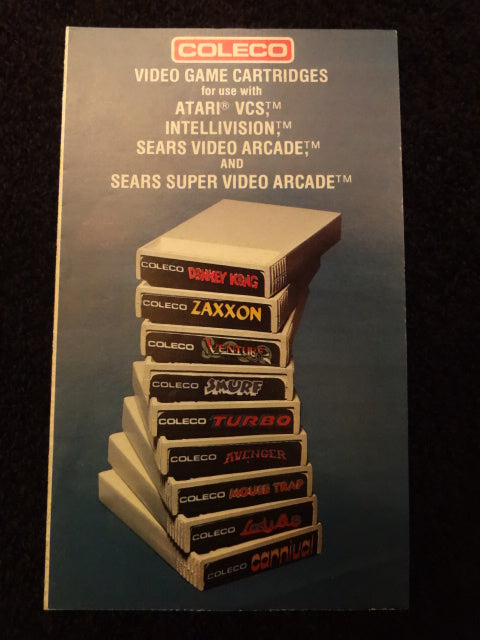 COLECO
VIDEO GAME CARTRIDGES
for use with
ATARI® VCS,™
INTELLIVISION,™
SEARS VIDEO ARCADE,™
AND
SEARS SUPER VIDEO ARCADE™
COLECO DONKEY KONG
COLECO ZAXXON
COLECO VENTURE
COLECO SMURF
COLECO TURBO
COLECO AVENGER
COLECO MOUSE TRAP
COLECO Lady Bug
COLECO carnival